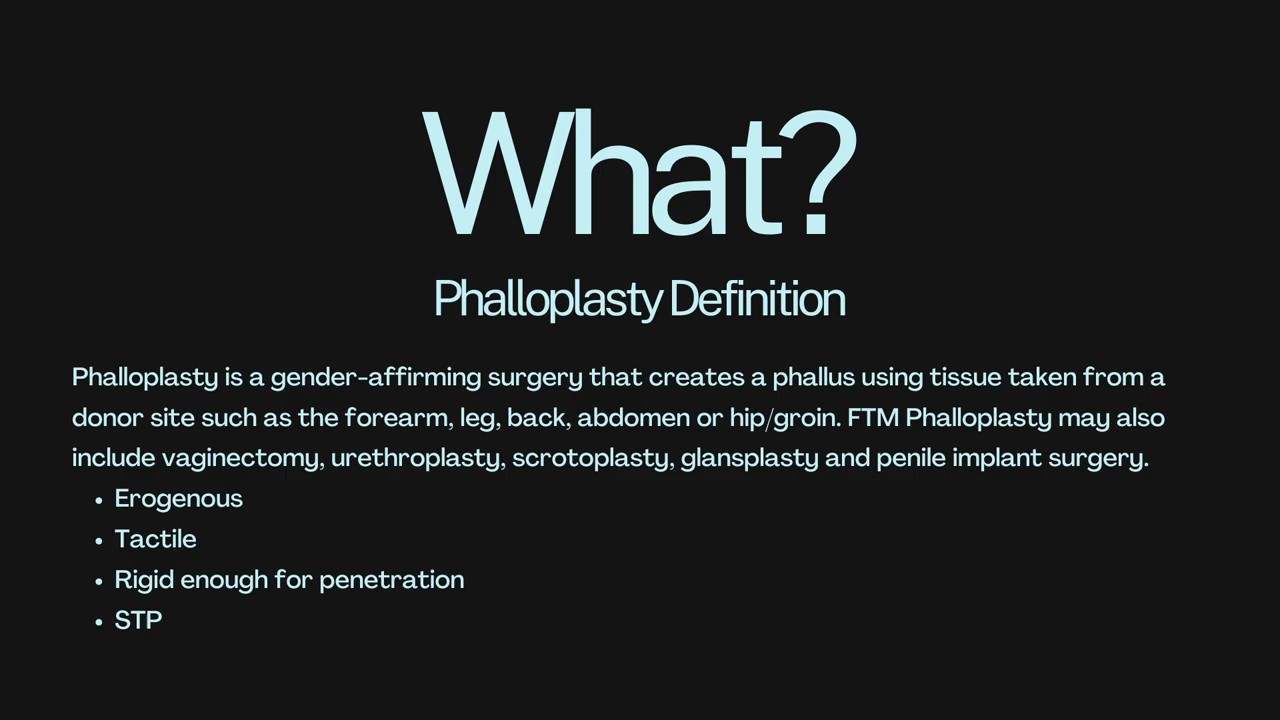 What?
Phalloplasty Definition
Phalloplasty is a gender-affirming surgery that creates a phallus using tissue taken from a
donor site such as the forearm, leg, back, abdomen or hip/groin. FTM Phalloplasty may also
include vaginectomy, urethroplasty, scrotoplasty, glansplasty and penile implant surgery.
• Erogenous
• Tactile
• Rigid enough for penetration
• STP